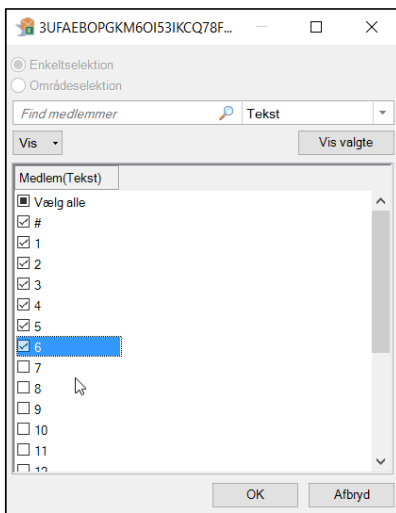 3UFAEBOPGKM6OI53IKCQ78F...
Enkeltselektion
Områdeselektion
Find medlemmer Tekst
Vis Vis valgte
Medlem(Tekst)
Vælg alle
#
1
2
3
4
5
6
7
8
9
10
11
12
OK Afbryd